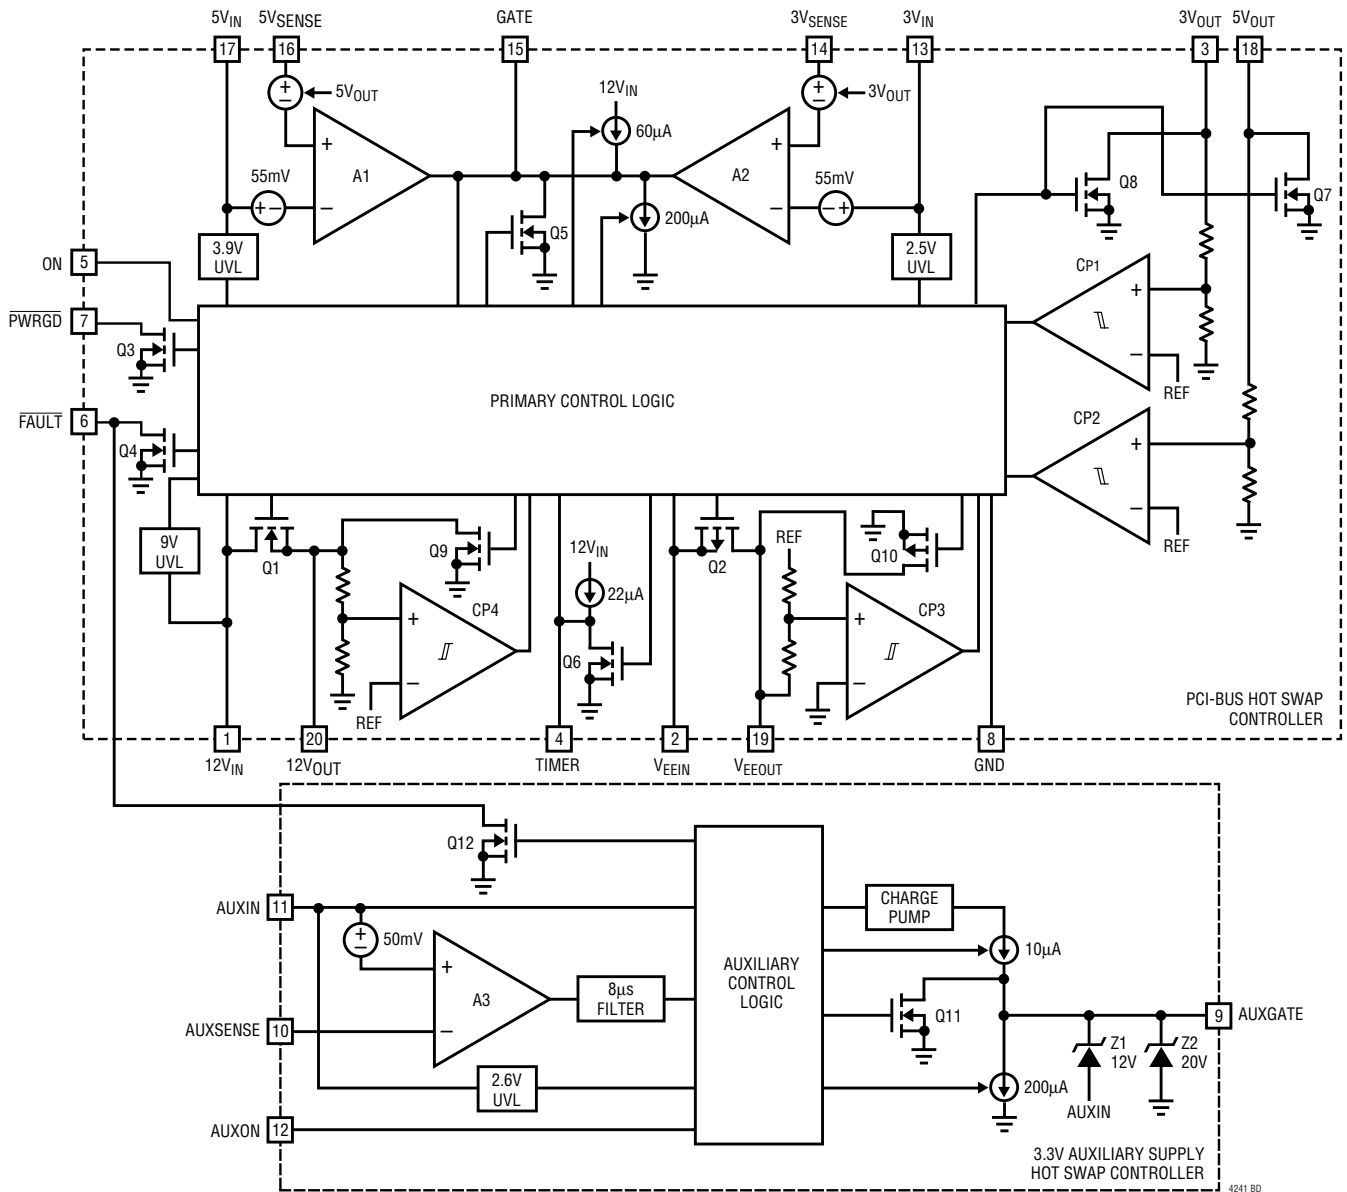 5VIN
5VSENSE
GATE
3VSENSE
3VIN
3VOUT 5VOUT
17
16
15
14
13
3
18
+
−
5VOUT
12VIN
+
−
3VOUT
60µA
+
A1
A2
+
55mV
55mV
Q8
Q7
+ −
−
−
− +
200µA
Q5
3.9V
UVL
2.5V
UVL
ON
5
CP1
+
PWRGD
7
Q3
−
REF
PRIMARY CONTROL LOGIC
FAULT
6
CP2
Q4
+
−
9V
UVL
Q1
Q9
12VIN
Q2
REF
Q10
REF
22µA
CP4
CP3
+
+
Q6
−
−
REF
PCI-BUS HOT SWAP
CONTROLLER
1
20
4
2
19
8
12VIN
12VOUT
TIMER
VEEIN
VEEOUT
GND
Q12
CHARGE
PUMP
AUXIN
11
+
−
50mV
10µA
+
AUXILIARY
CONTROL
LOGIC
8µs
FILTER
A3
Q11
9
AUXGATE
AUXSENSE
10
−
Z1
12V
Z2
20V
2.6V
UVL
200µA
AUXIN
AUXON
12
3.3V AUXILIARY SUPPLY
HOT SWAP CONTROLLER
4241 BD